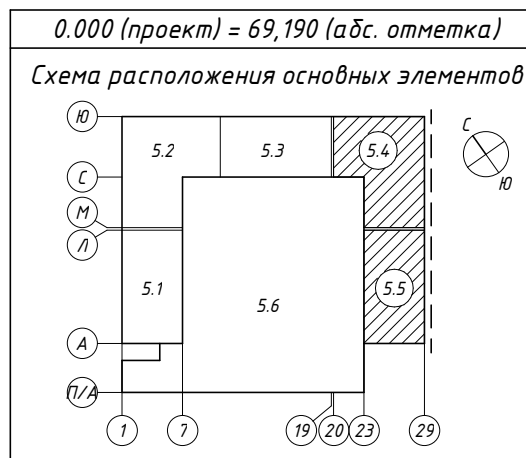 0.000 (проект) = 69,190 (абс. отметка)
Схема расположения основных элементов
Ю
5.2
5.3
5.4
С
Ю
С
М
Л
5.1
5.6
5.5
А
П/А
1
7
19
20
23
29